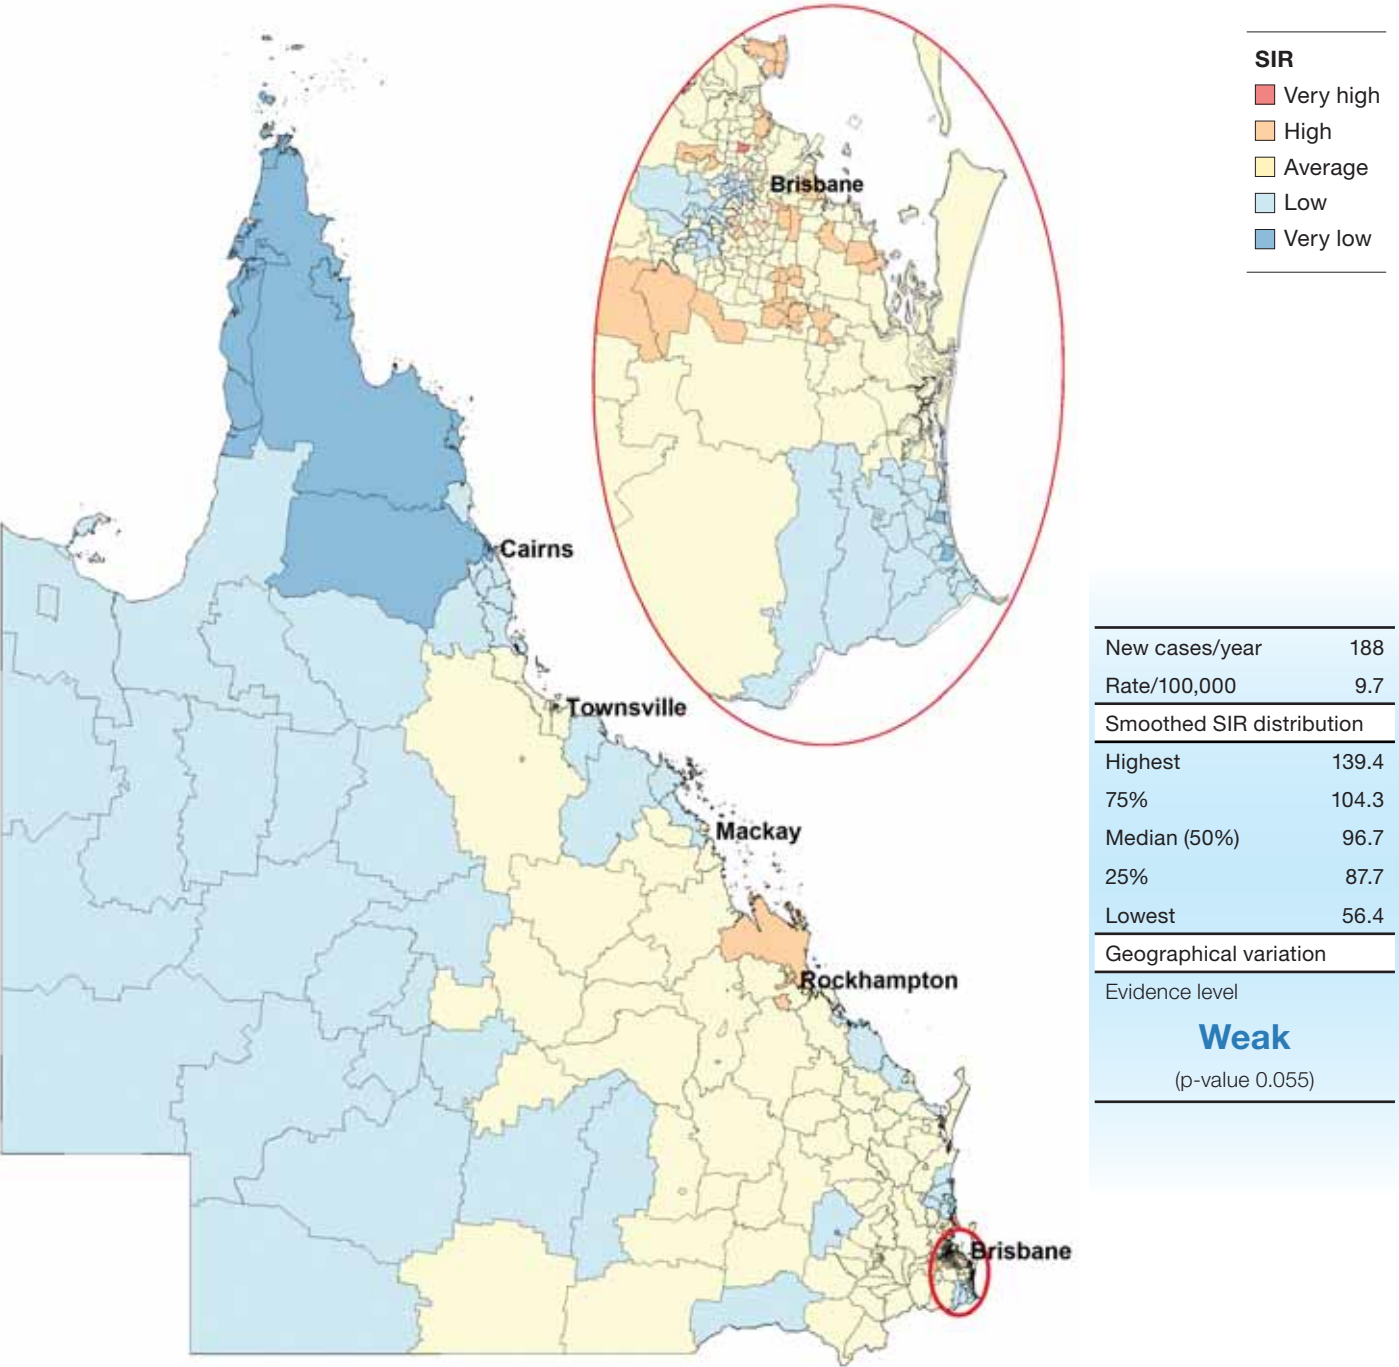 Brisbane
Cairns
Townsville
Mackay
Rockhampton
Brisbane
SIR
Very high
High
Average
Low
Very low
New cases/year 188
Rate/100,000 9.7
Smoothed SIR distribution
Highest 139.4
75% 104.3
Median (50%) 96.7
25% 87.7
Lowest 56.4
Geographical variation
Evidence level
Weak
(p-value 0.055)